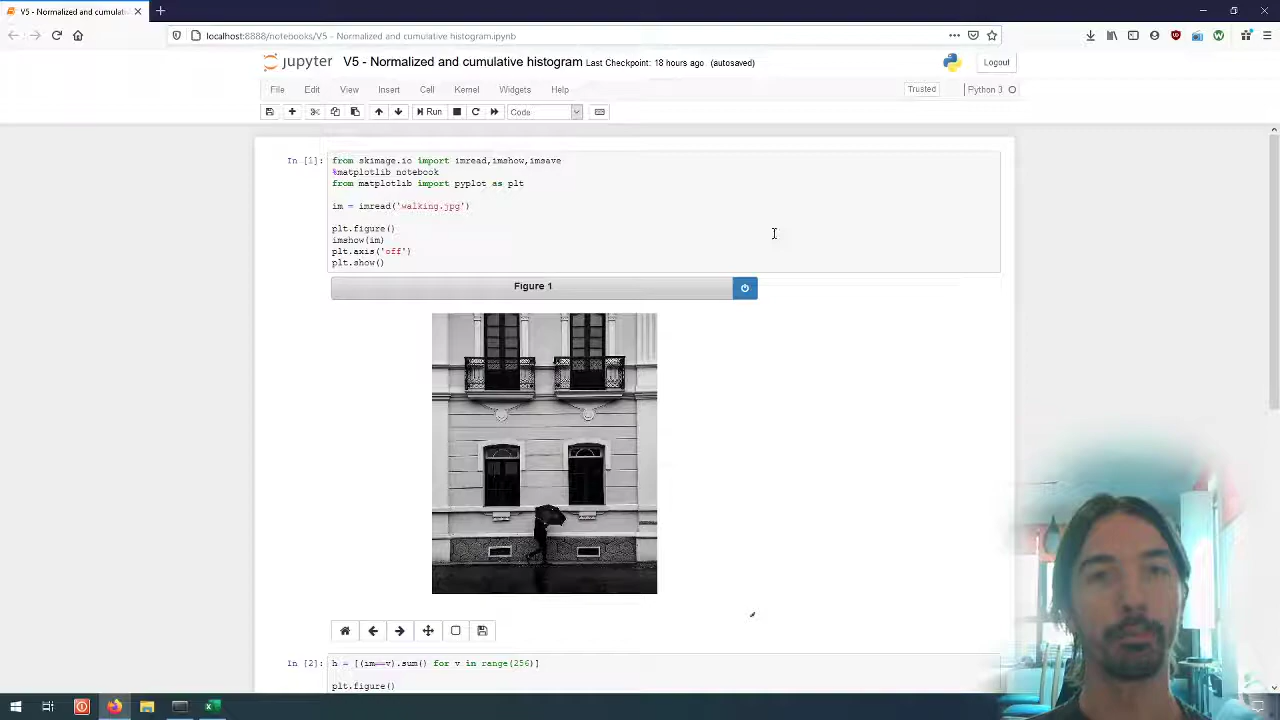 V5 - Normalized and cumulati
localhost:8888/notebooks/V5 - Normalized and cumulative histogram.ipynb
jupyter V5 - Normalized and cumulative histogram Last Checkpoint: 18 hours ago (autosaved)
Logout
File Edit View Insert Cell Kernel Widgets Help
Trusted Python 3
Run Code
In [1]:
from skimage.io import imread,imshow,imsave
%matplotlib notebook
from matplotlib import pyplot as plt
im = imread('walking.jpg')
plt.figure()
imshow(im)
plt.axis('off')
plt.show()
Figure 1
h = [(im==v).sum() for v in range(256)]
plt.figure()